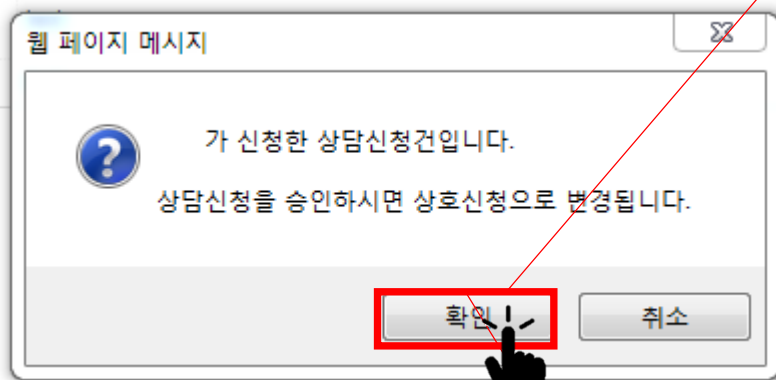 웹 페이지 메시지
가 신청한 상담신청건입니다.
상담신청을 승인하시면 상호신청으로 변경됩니다.
확인
취소